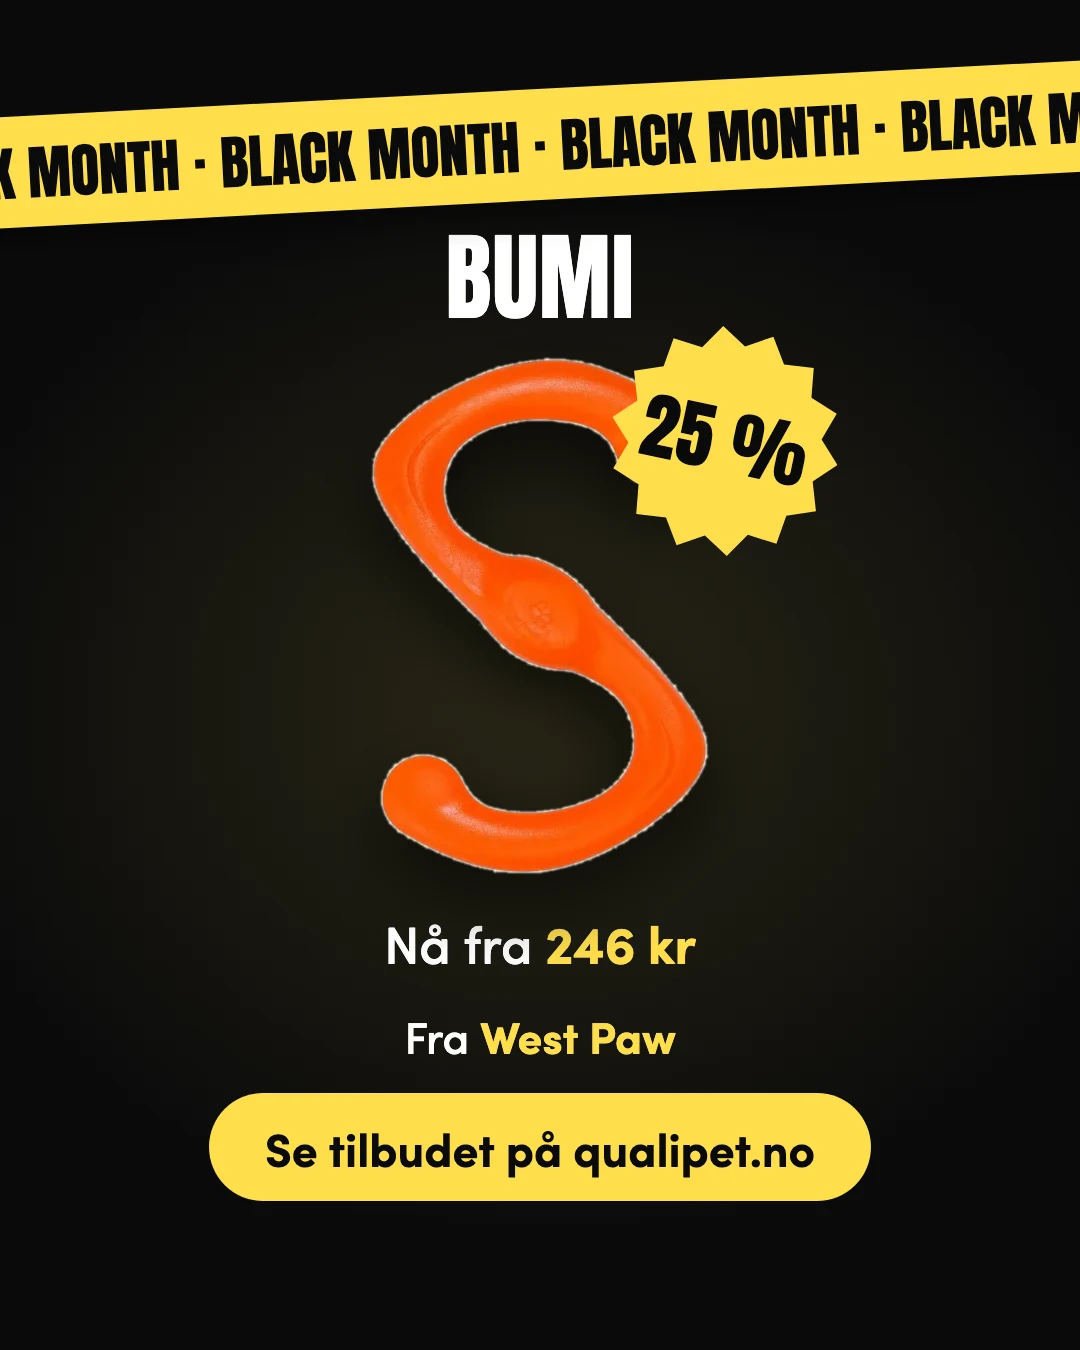 K MONTH · BLACK MONTH · BLACK MONTH · BLACK M
BUMI
25 %
Nå fra 246 kr
Fra West Paw
Se tilbudet på qualipet.no